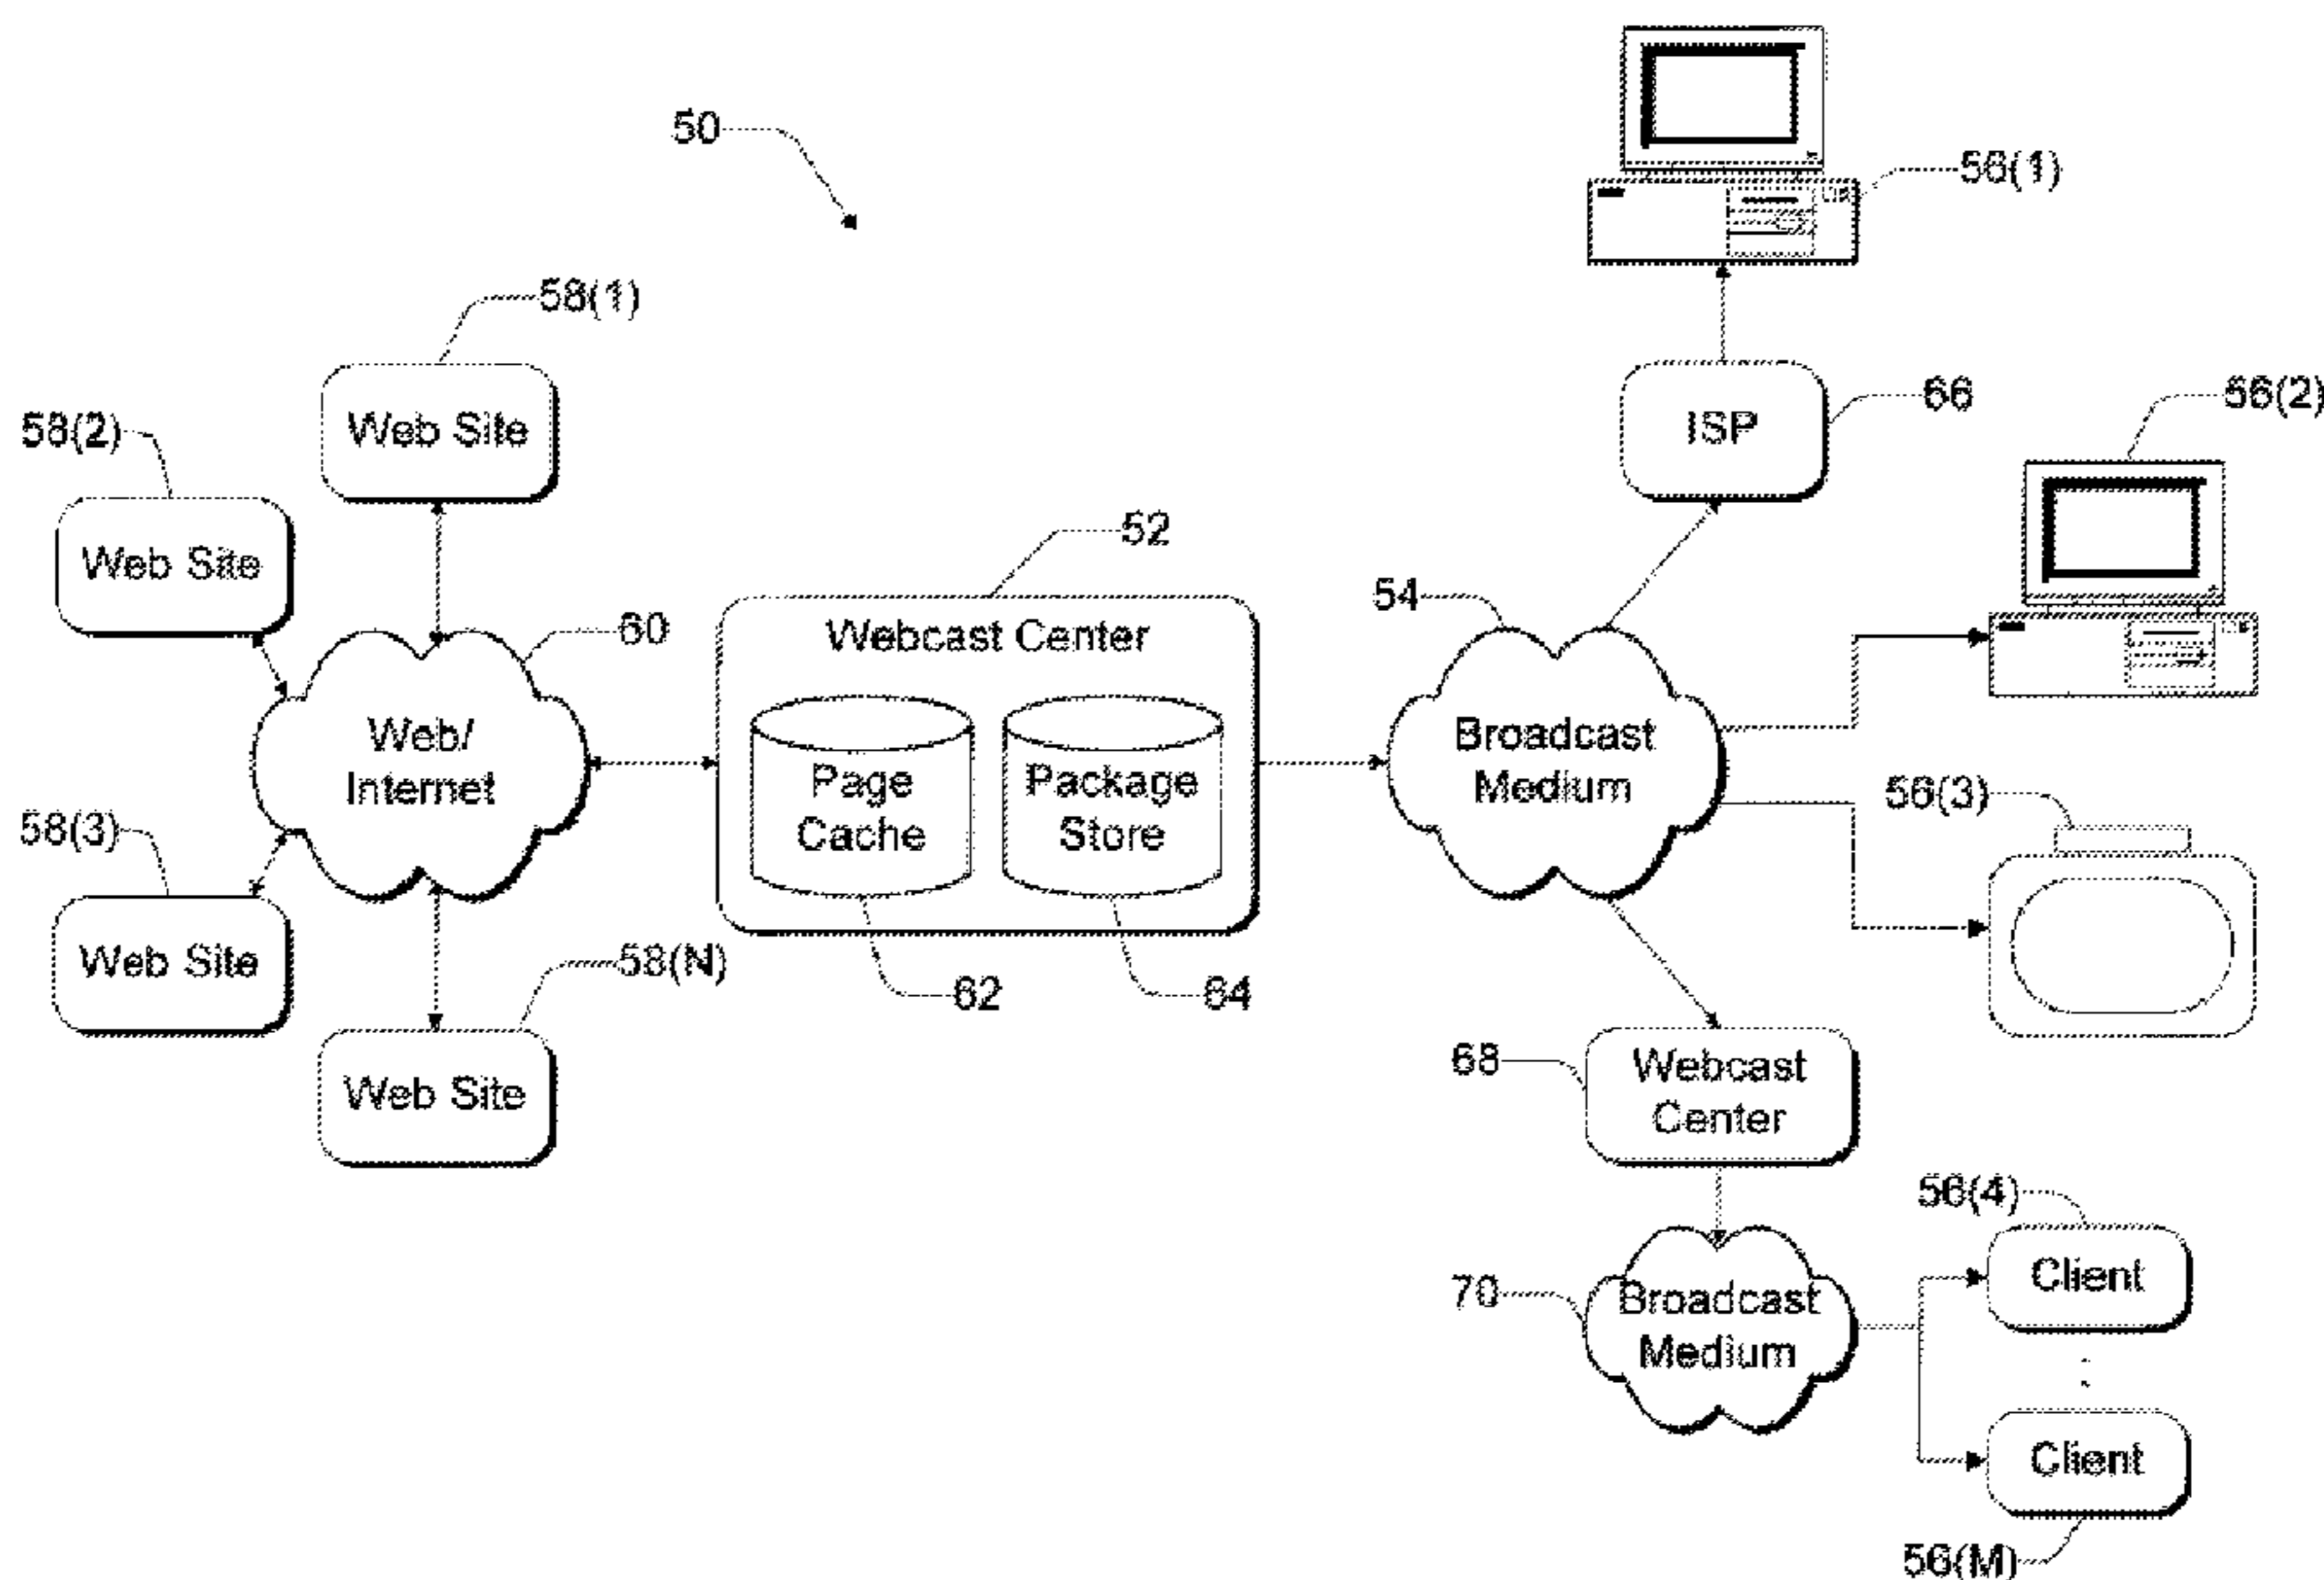 50
56(1)
58(1)
Web Site
58(2)
Web Site
ISP
66
56(2)
52
Webcast Center
60
Web/
Internet
Page
Cache
Package
Store
54
Broadcast
Medium
56(3)
58(3)
Web Site
58(N)
Web Site
62
64
68
Webcast
Center
56(4)
Client
70
Broadcast
Medium
Client
56(M)